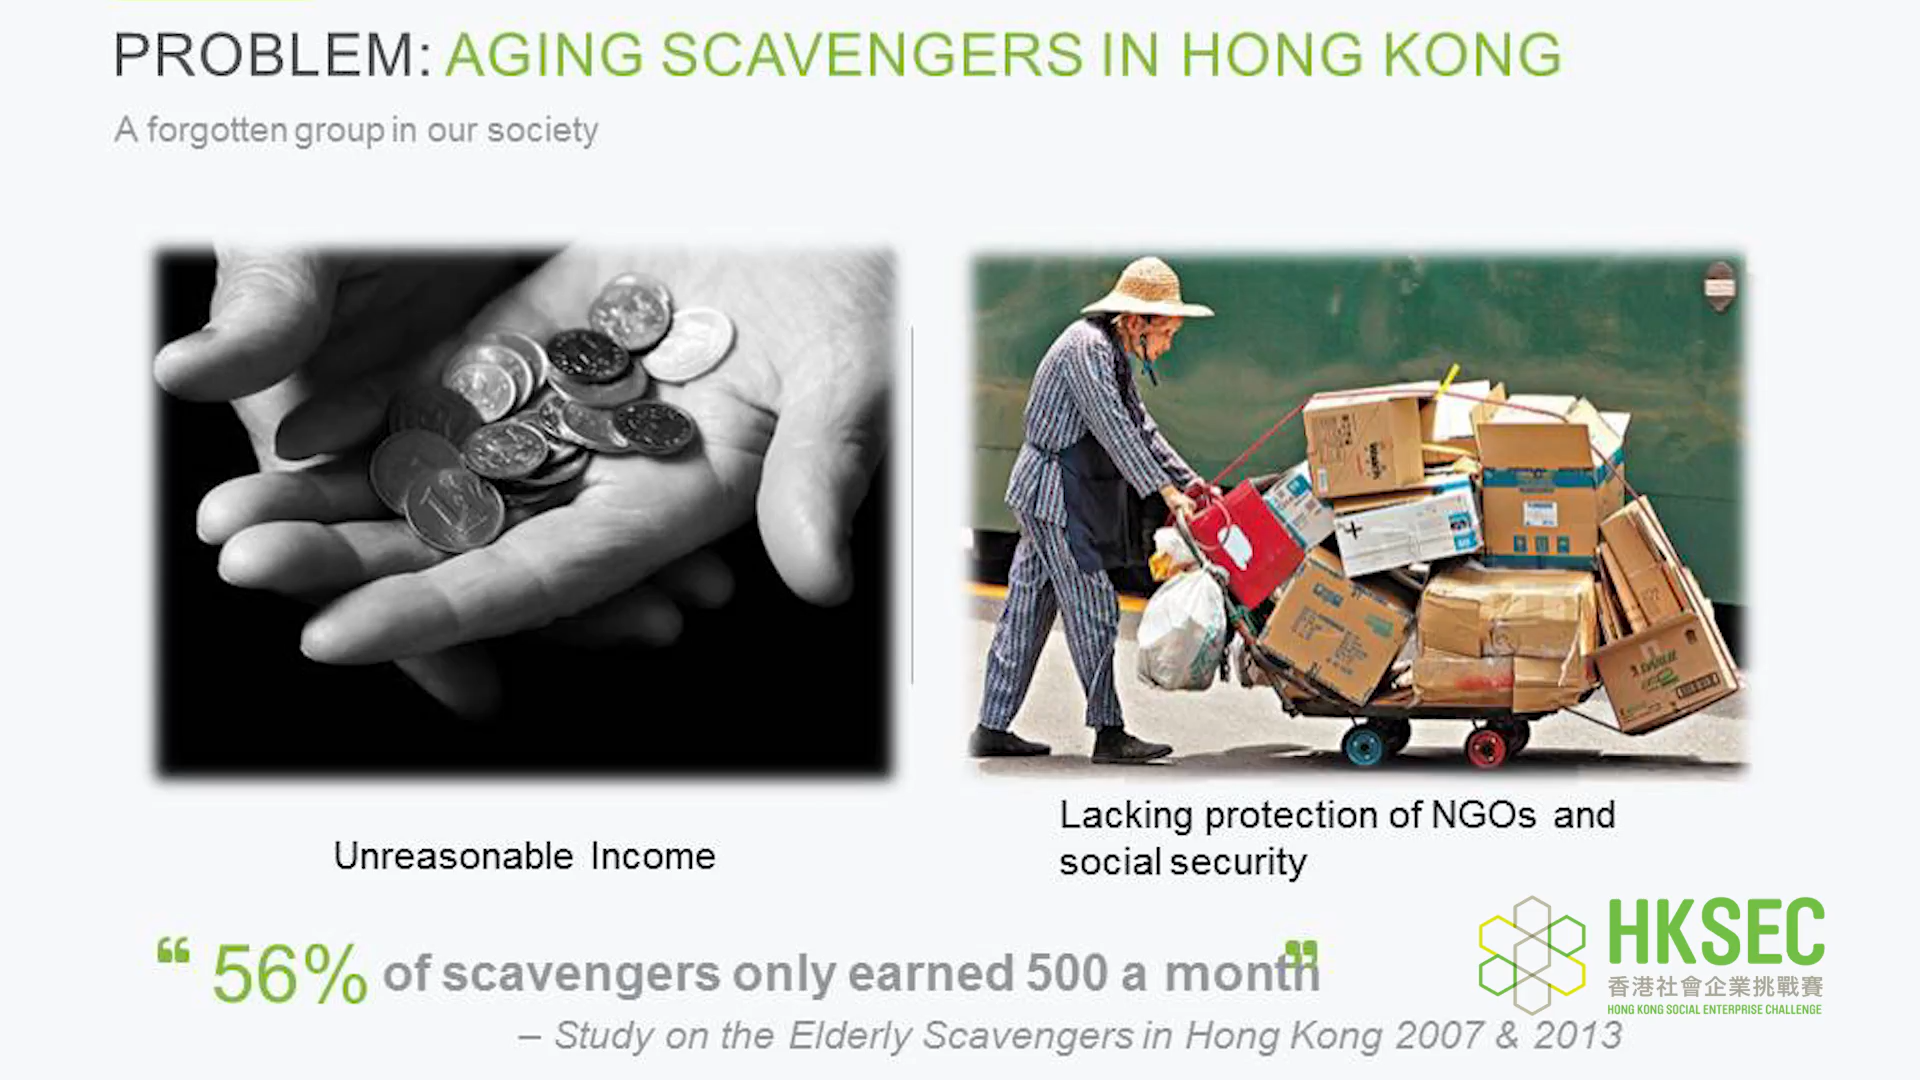 PROBLEM: AGING SCAVENGERS IN HONG KONG
A forgotten group in our society
Unreasonable Income
Lacking protection of NGOs and
social security
“ 56% of scavengers only earned 500 a month ”
– Study on the Elderly Scavengers in Hong Kong 2007 & 2013
HKSEC
香港社會企業挑戰賽
HONG KONG SOCIAL ENTERPRISE CHALLENGE